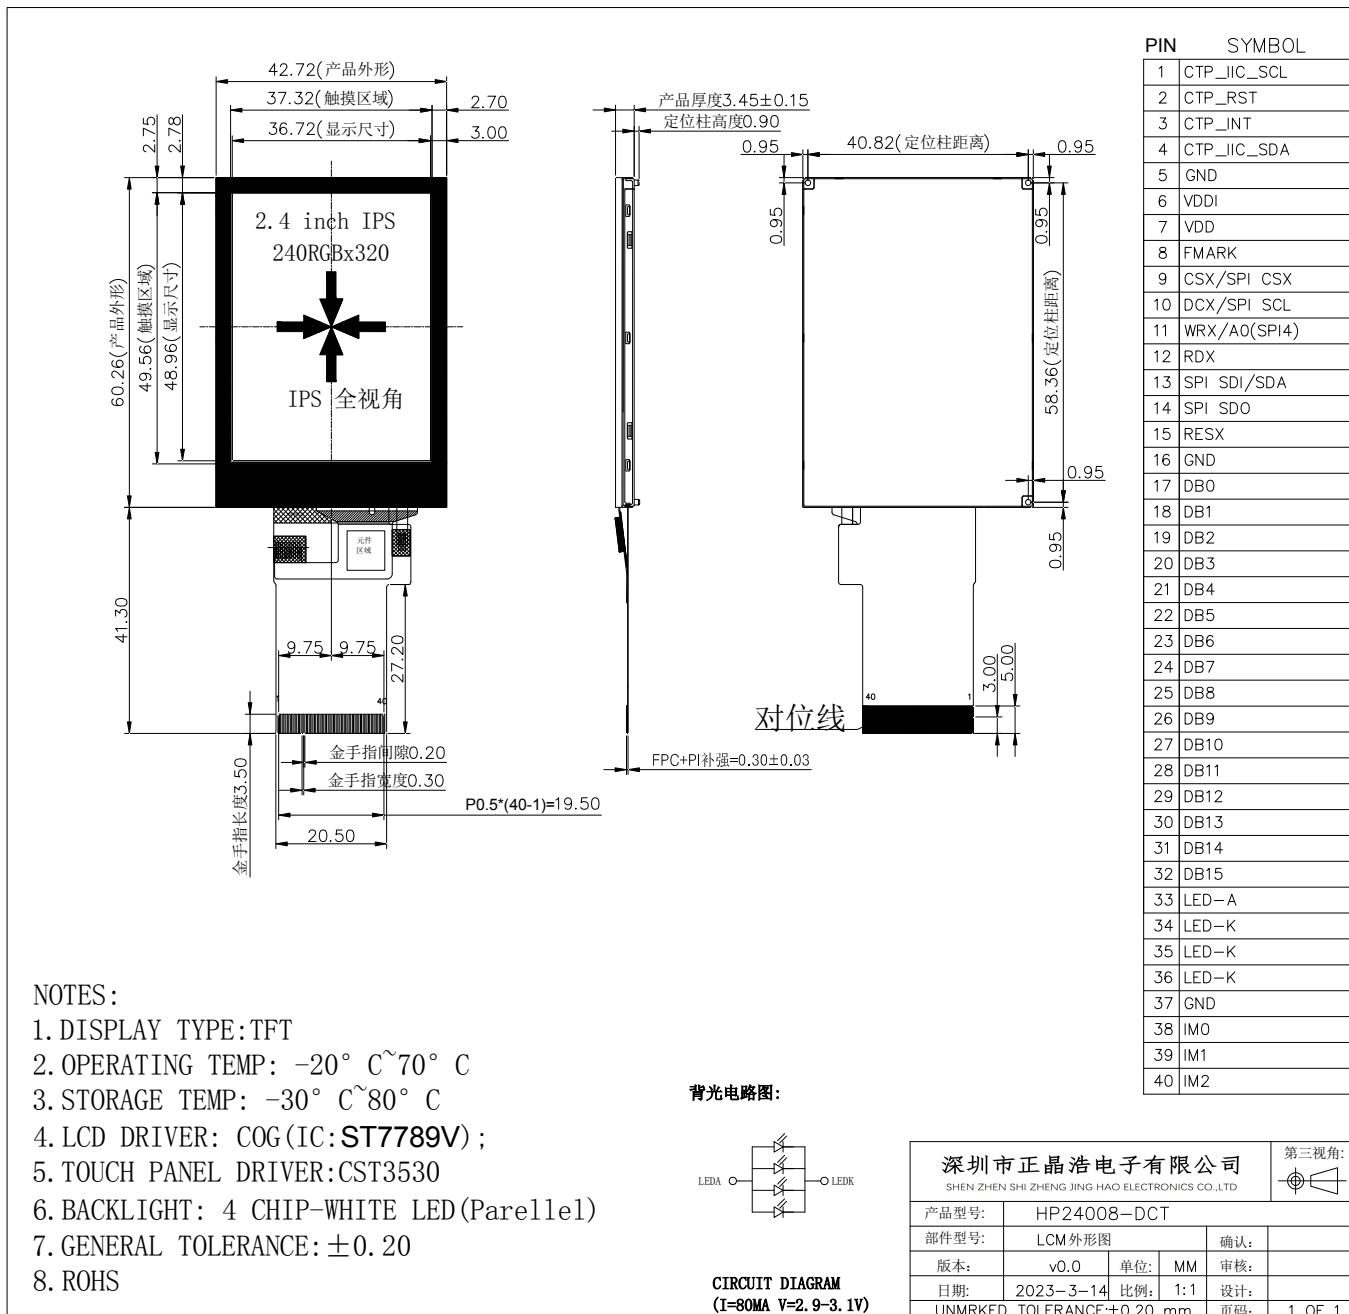 42.72(产品外形)
37.32(触摸区域)
2.70
36.72(显示尺寸)
3.00
2.75
2.78
60.26(产品外形)
49.56(触摸区域)
48.96(显示尺寸)
2.4 inch IPS
240RGBx320
IPS 全视角
元件
区域
41.30
9.75
9.75
27.20
1
40
金手指间隙0.20
金手指宽度0.30
金手指长度3.50
P0.5*(40-1)=19.50
20.50
产品厚度3.45±0.15
定位柱高度0.90
FPC+PI补强=0.30±0.03
0.95
40.82(定位柱距离)
0.95
0.95
0.95
58.36(定位柱距离)
0.95
0.95
40
1
对位线
3.00
5.00
PIN SYMBOL
1 CTP_IIC_SCL
2 CTP_RST
3 CTP_INT
4 CTP_IIC_SDA
5 GND
6 VDDI
7 VDD
8 FMARK
9 CSX/SPI CSX
10 DCX/SPI SCL
11 WRX/A0(SPI4)
12 RDX
13 SPI SDI/SDA
14 SPI SDO
15 RESX
16 GND
17 DB0
18 DB1
19 DB2
20 DB3
21 DB4
22 DB5
23 DB6
24 DB7
25 DB8
26 DB9
27 DB10
28 DB11
29 DB12
30 DB13
31 DB14
32 DB15
33 LED-A
34 LED-K
35 LED-K
36 LED-K
37 GND
38 IM0
39 IM1
40 IM2
NOTES:
1.DISPLAY TYPE:TFT
2.OPERATING TEMP: -20° C~70° C
3.STORAGE TEMP: -30° C~80° C
4.LCD DRIVER: COG(IC:ST7789V);
5.TOUCH PANEL DRIVER:CST3530
6.BACKLIGHT: 4 CHIP-WHITE LED(Parellel)
7.GENERAL TOLERANCE:±0.20
8.ROHS
背光电路图:
LEDA
LEDK
CIRCUIT DIAGRAM
(I=80MA V=2.9-3.1V)
深圳市正晶浩电子有限公司
SHEN ZHEN SHI ZHENG JING HAO ELECTRONICS CO.,LTD
第三视角:
产品型号: HP24008-DCT
部件型号: LCM外形图 确认:
版本: v0.0 单位: MM 审核:
日期: 2023-3-14 比例: 1:1 设计:
UNMRKED TOLERANCE:±0.20 mm 页码: 1 OF 1